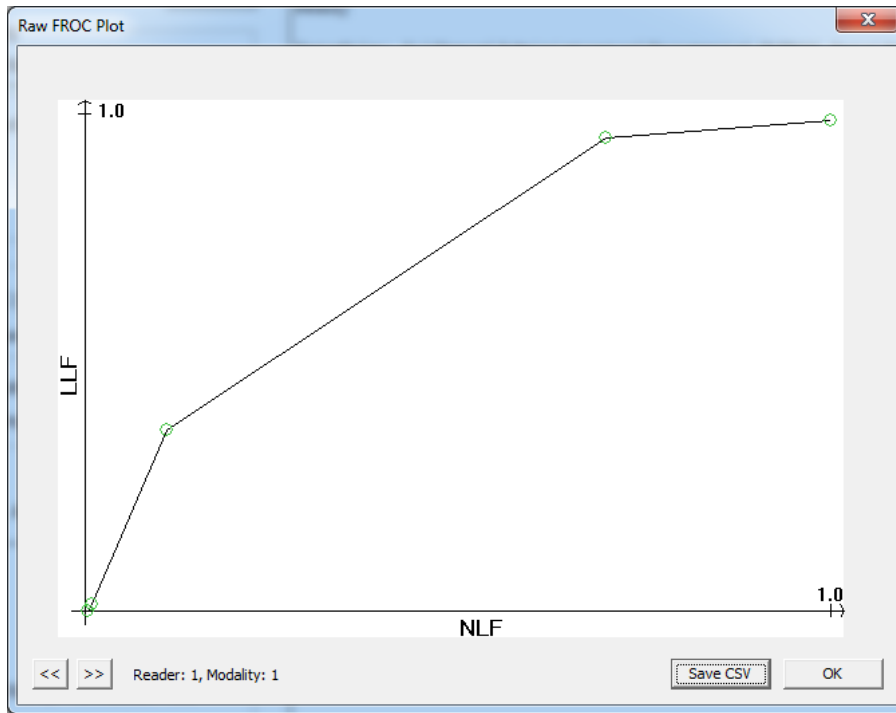 Raw FROC Plot
1.0
LLF
1.0
NLF
<< >> Reader: 1, Modality: 1 Save CSV OK